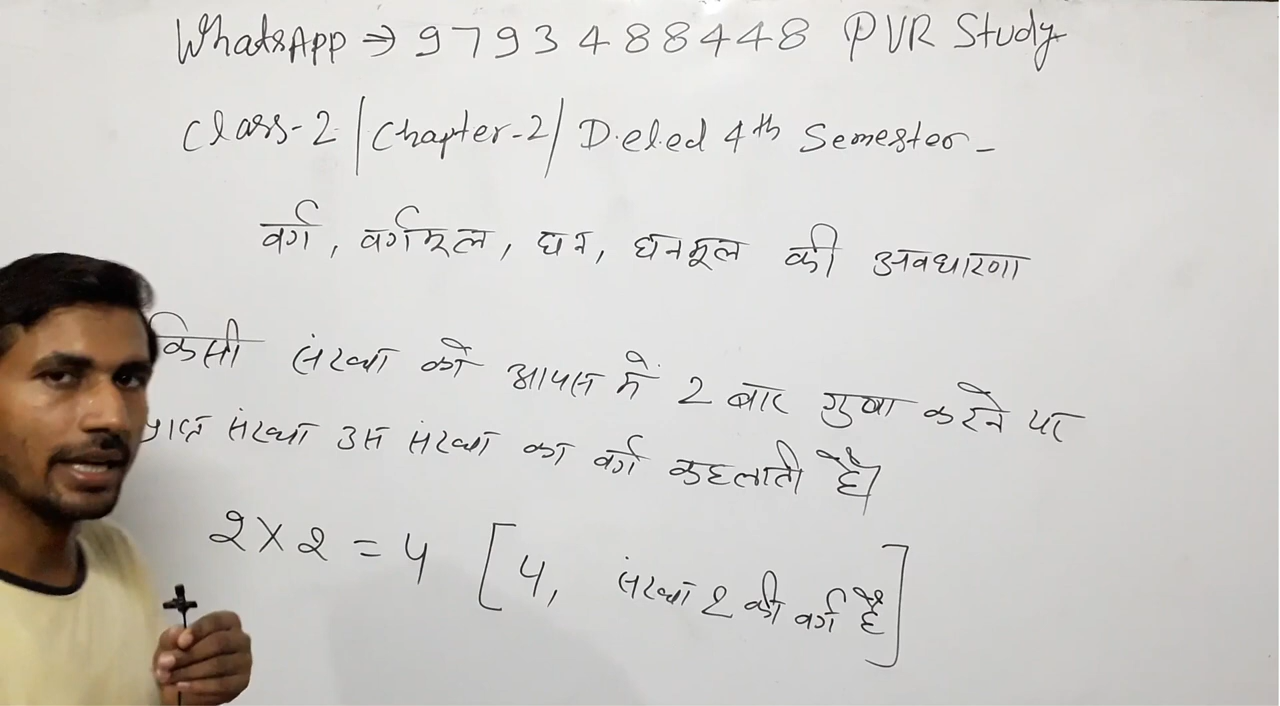 WhatsApp → 9793488448 PVR Study
Class-2 | Chapter-2 | D.el.ed 4th Semester -
वर्ग, वर्गमूल, घन, घनमूल की अवधारणा
किसी संख्या को आपस में 2 बार गुणा करने पर
प्राप्त संख्या उस संख्या का वर्ग कहलाती है।
2 × 2 = 4 [4, संख्या 2 की वर्ग है]